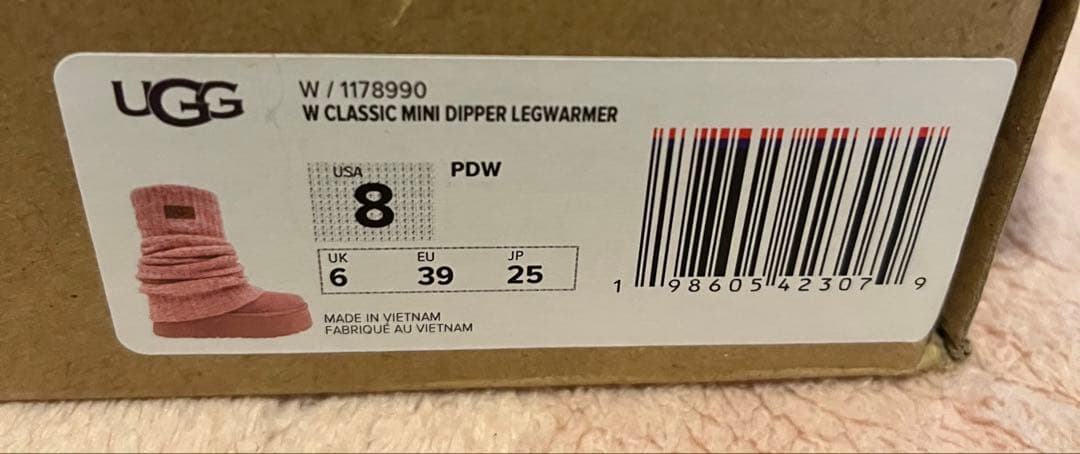 UGG
W / 1178990
W CLASSIC MINI DIPPER LEGWARMER
USA
8
PDW
UK EU JP
6 39 25
MADE IN VIETNAM
FABRIQUÉ AU VIETNAM
1 98605 42307 9